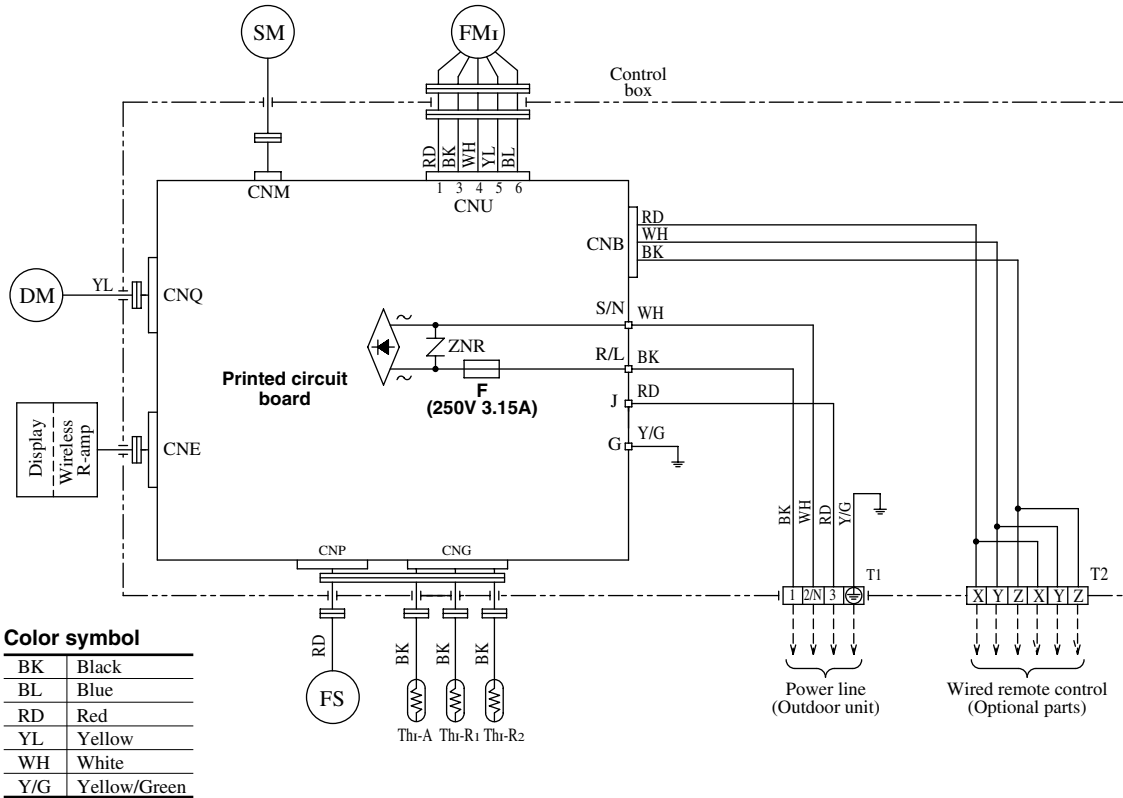 SM
FMI
Control
box
RD
BK
WH
YL
BL
1 3 4 5 6
CNM
CNU
RD
WH
BK
CNB
DM
YL
CNQ
S/N
WH
ZNR
R/L
BK
Printed circuit
board
F
(250V 3.15A)
J
RD
G
Y/G
Display
Wireless
R-amp
CNE
BK
WH
RD
Y/G
CNP
CNG
T1
T2
1 2/N 3
X Y Z X Y Z
Color symbol
BK Black
BL Blue
RD Red
YL Yellow
WH White
Y/G Yellow/Green
RD
BK
BK
BK
FS
ThI-A ThI-R1 ThI-R2
Power line
(Outdoor unit)
Wired remote control
(Optional parts)